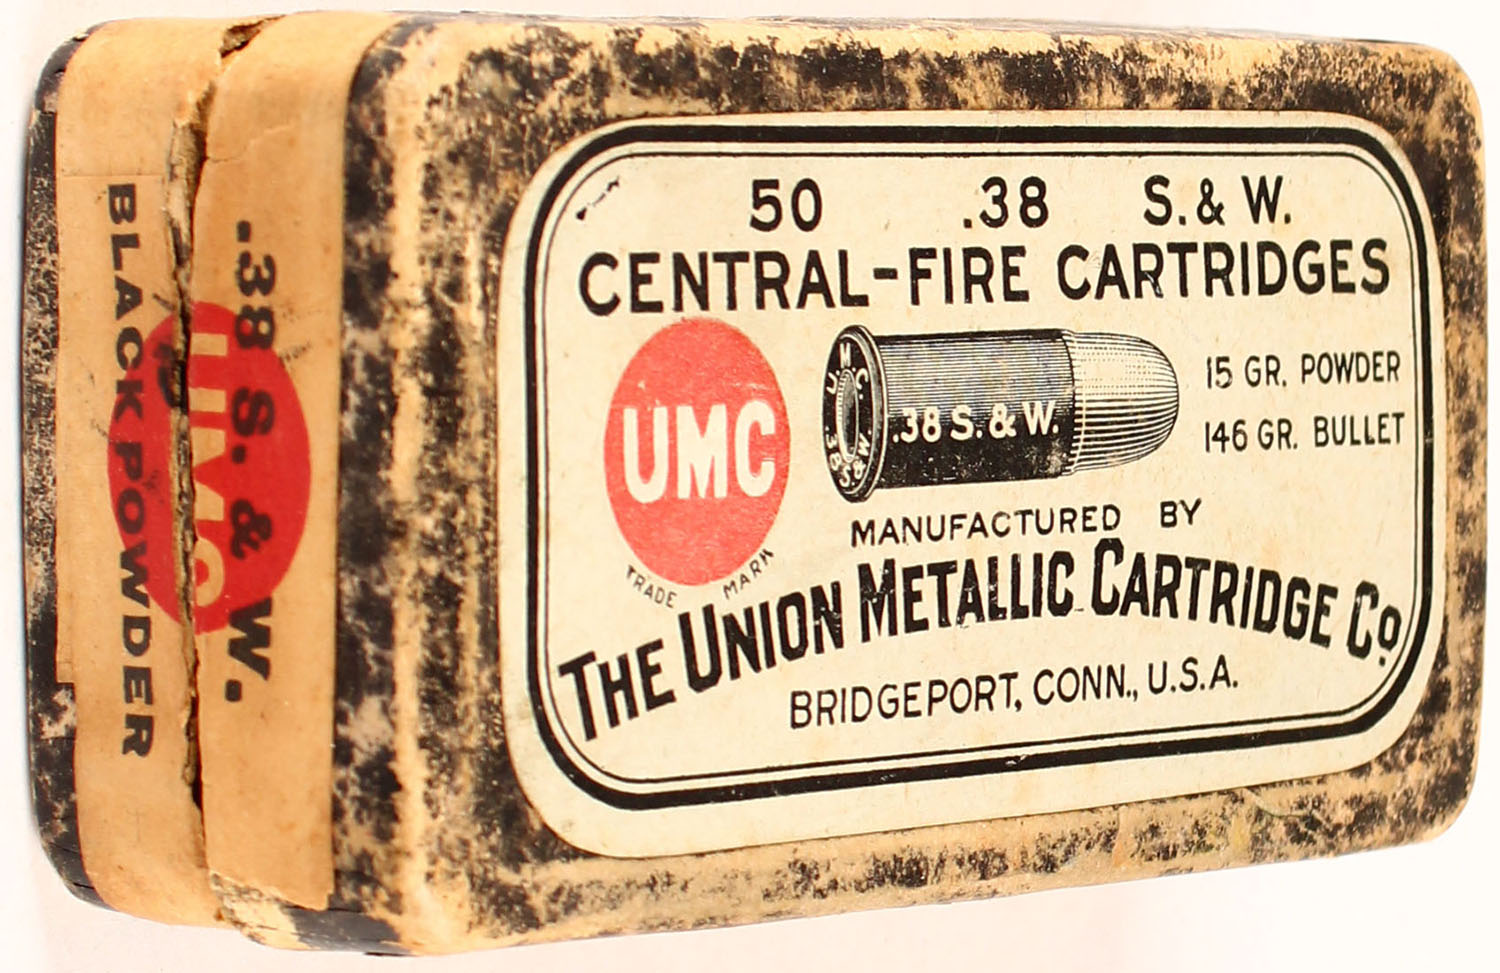 50 .38 S. & W.
CENTRAL-FIRE CARTRIDGES
UMC
TRADE MARK
U.M.C.
.38 S & W
.38 S. & W.
15 GR. POWDER
146 GR. BULLET
MANUFACTURED BY
THE UNION METALLIC CARTRIDGE CO.
BRIDGEPORT, CONN., U.S.A.
.38 S. & W.
UMC
BLACK POWDER